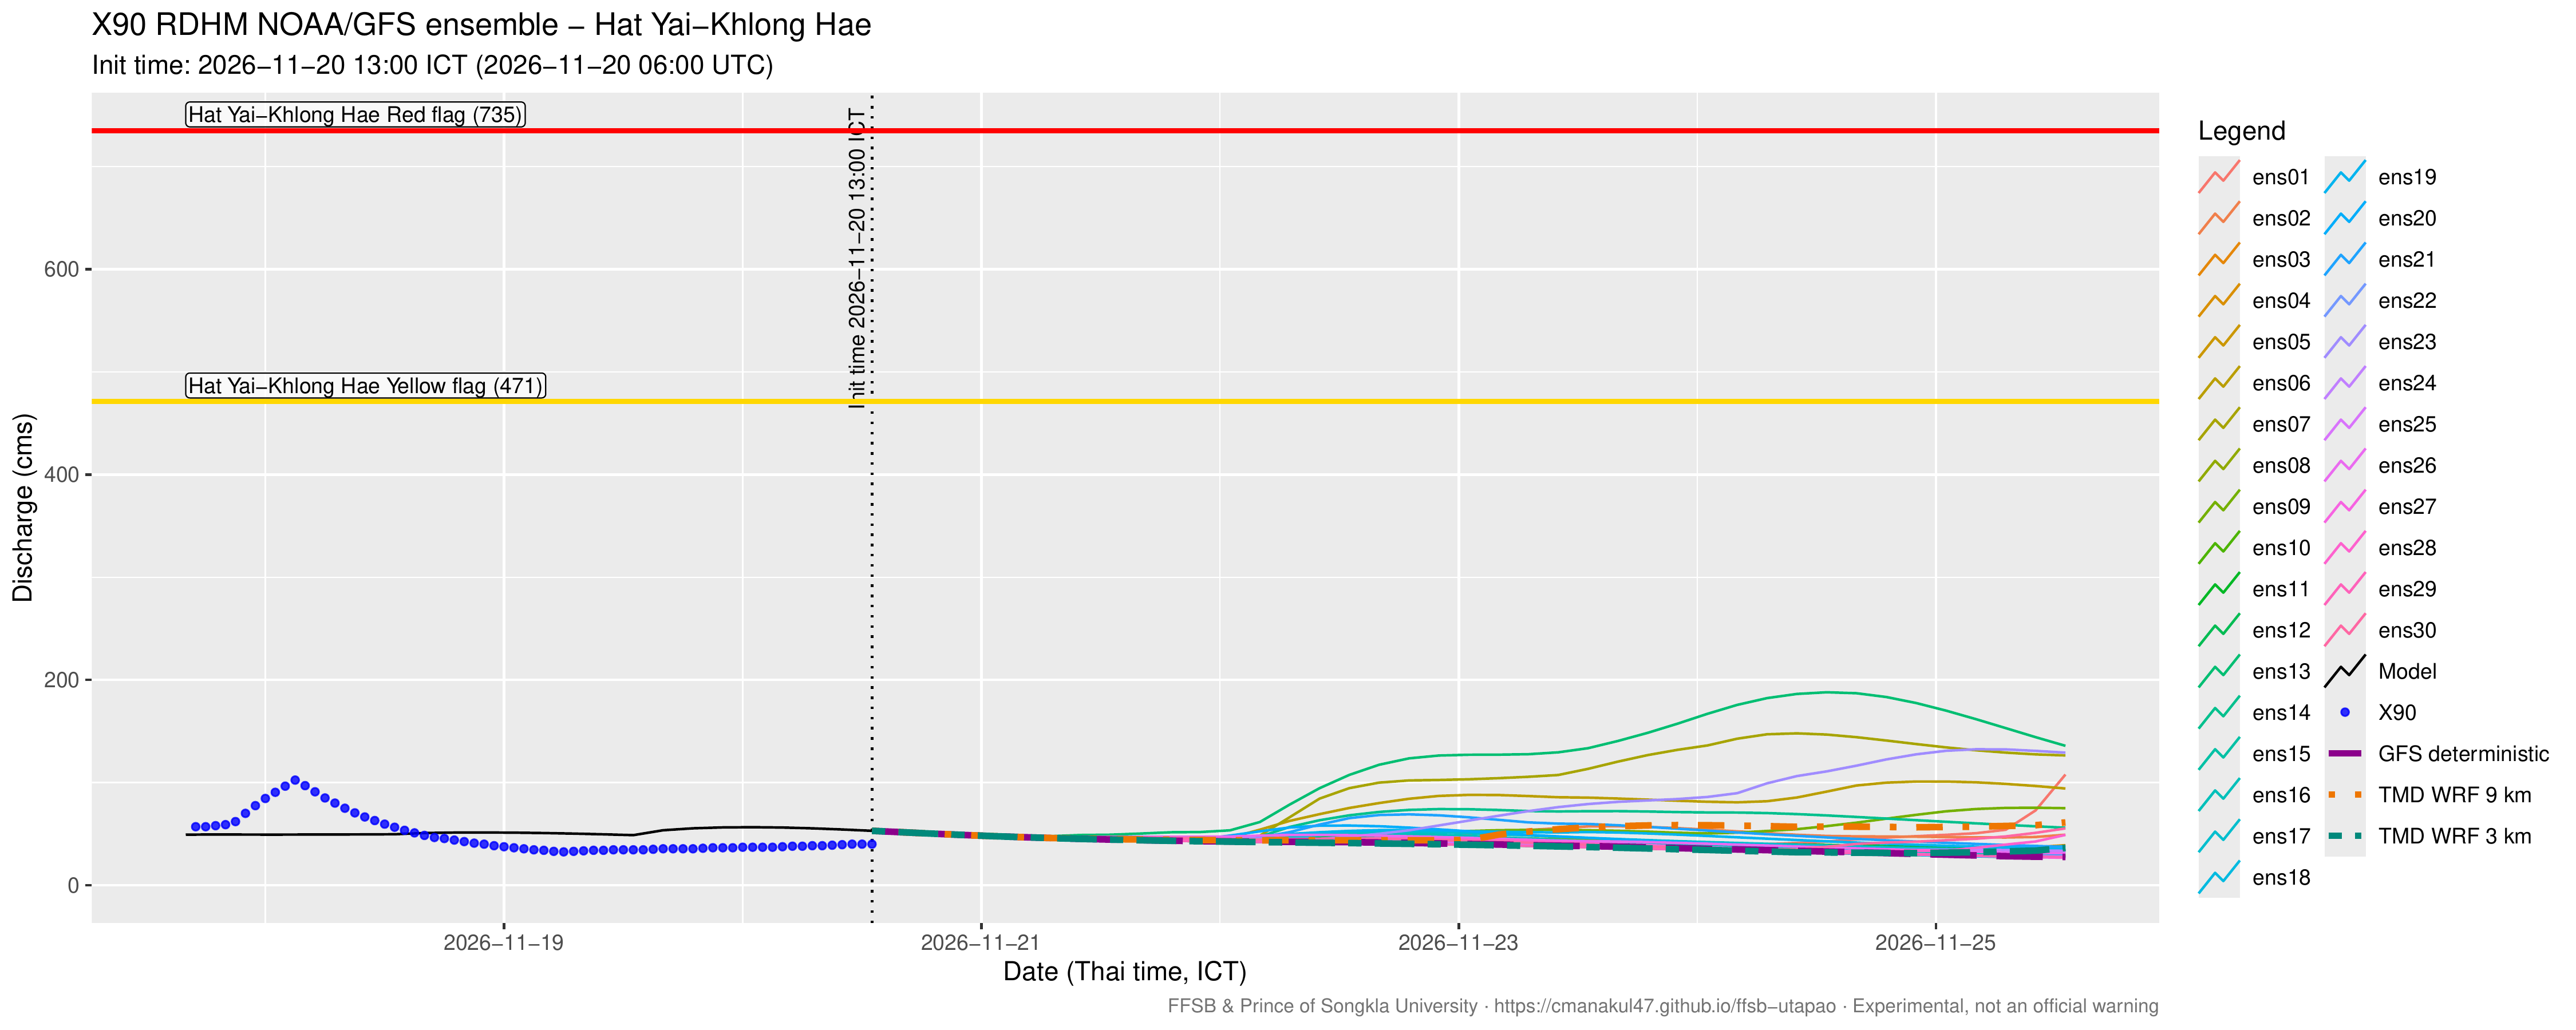 X90 RDHM NOAA/GFS ensemble – Hat Yai–Khlong Hae
Init time: 2026–11–20 13:00 ICT (2026–11–20 06:00 UTC)
Hat Yai–Khlong Hae Red flag (735)
Hat Yai–Khlong Hae Yellow flag (471)
Init time 2026–11–20 13:00 ICT
Discharge (cms)
600
400
200
0
2026–11–19
2026–11–21
2026–11–23
2026–11–25
Date (Thai time, ICT)
Legend
ens01
ens02
ens03
ens04
ens05
ens06
ens07
ens08
ens09
ens10
ens11
ens12
ens13
ens14
ens15
ens16
ens17
ens18
ens19
ens20
ens21
ens22
ens23
ens24
ens25
ens26
ens27
ens28
ens29
ens30
Model
X90
GFS deterministic
TMD WRF 9 km
TMD WRF 3 km
FFSB & Prince of Songkla University · https://cmanakul47.github.io/ffsb–utapao · Experimental, not an official warning